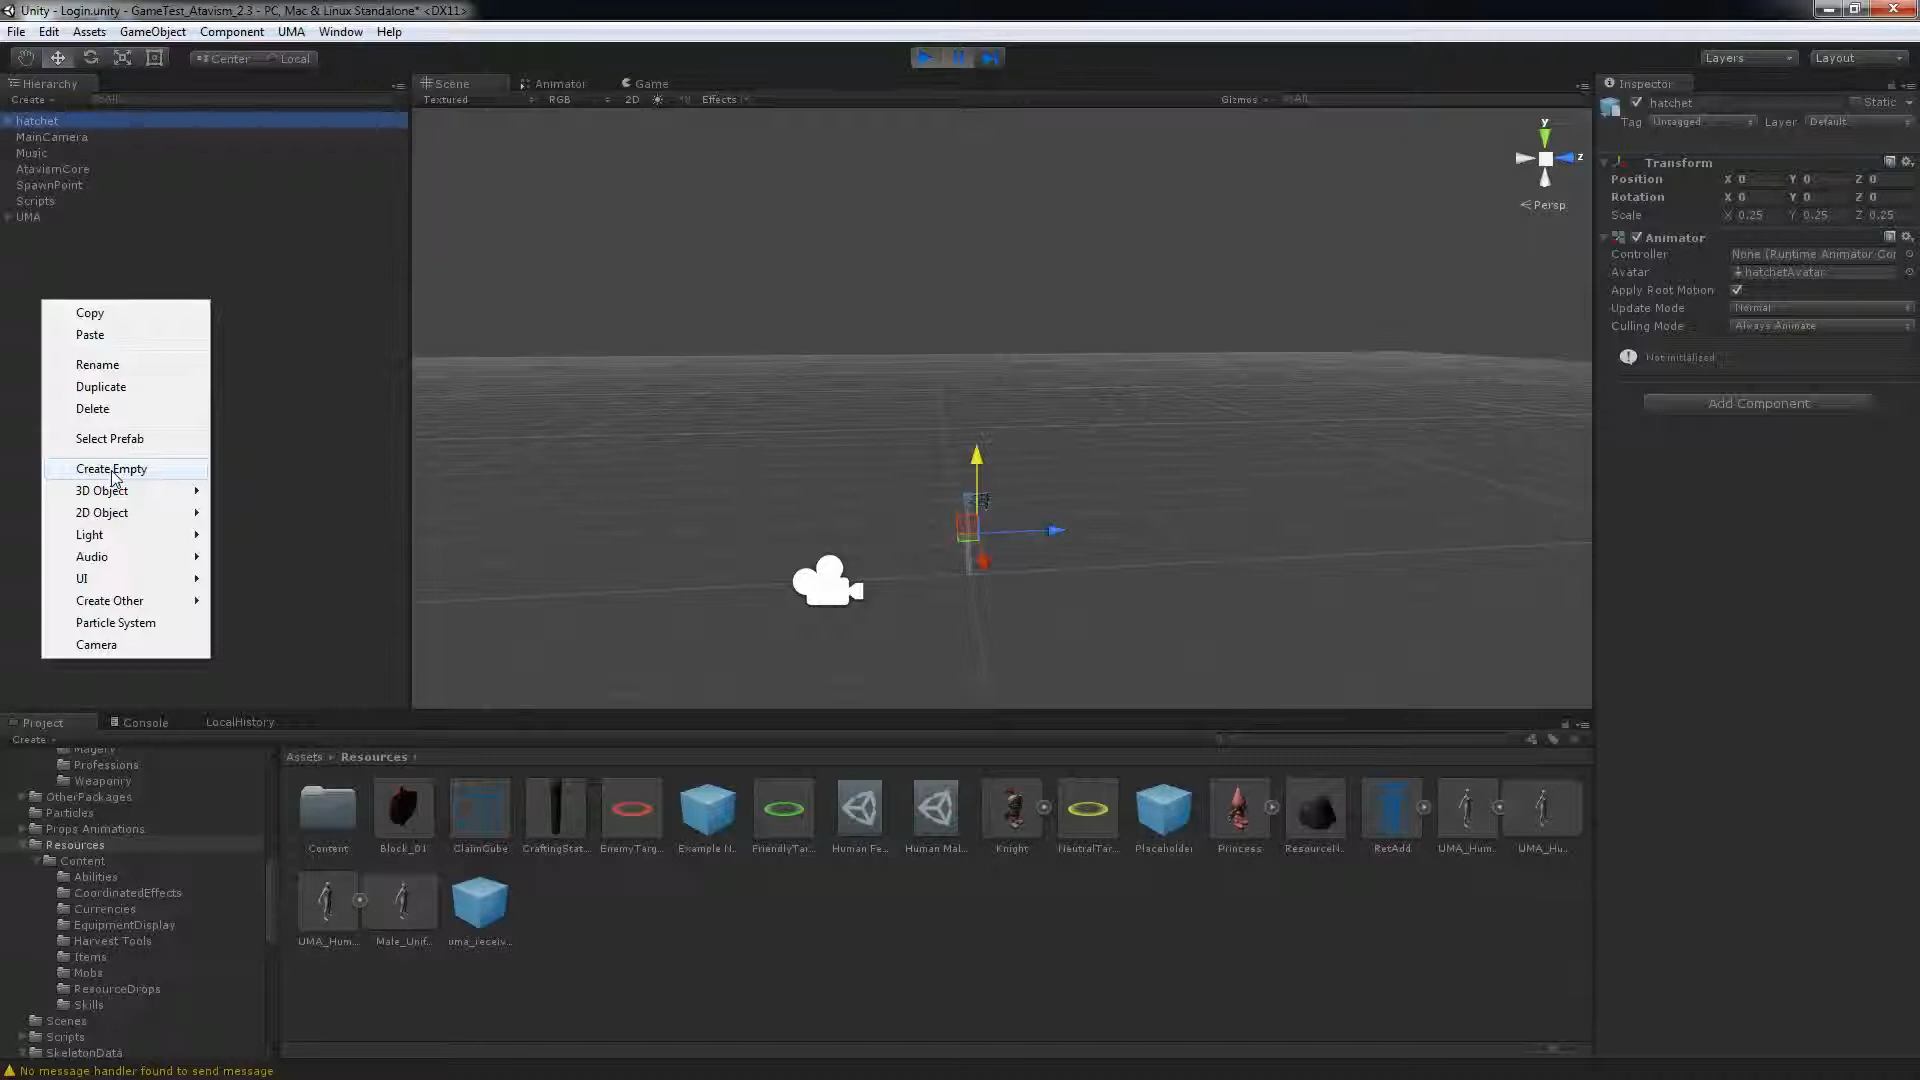 Unity - Login.unity - GameTest_Atavism_2.3 - PC, Mac & Linux Standalone* <DX11>
File Edit Assets GameObject Component UMA Window Help
Center Local
Layers Layout
Hierarchy
Create All
hatchet
MainCamera
Music
AtavismCore
SpawnPoint
Scripts
UMA
Copy
Paste
Rename
Duplicate
Delete
Select Prefab
Create Empty
3D Object
2D Object
Light
Audio
UI
Create Other
Particle System
Camera
Scene Animator Game
Textured RGB 2D Effects Gizmos All
y
z
Persp
Inspector
hatchet Static
Tag Untagged Layer Default
Transform
Position X 0 Y 0 Z 0
Rotation X 0 Y 0 Z 0
Scale X 0.25 Y 0.25 Z 0.25
Animator
Controller None (Runtime Animator Cor
Avatar hatchetAvatar
Apply Root Motion
Update Mode Normal
Culling Mode Always Animate
Not initialized
Add Component
Project Console LocalHistory
Create
Magery
Professions
Weaponry
OtherPackages
Particles
Props Animations
Resources
Content
Abilities
CoordinatedEffects
Currencies
EquipmentDisplay
Harvest Tools
Items
Mobs
ResourceDrops
Skills
Scenes
Scripts
SkeletonData
Assets Resources
Content Block_01 ClaimCube CraftingStat... EnemyTarg... Example N... FriendlyTar... Human Fe... Human Mal... Knight NeutralTar... Placeholder Princess ResourceN... RetAdd UMA_Hum... UMA_Hu...
UMA_Hum... Male_Unif... uma_receiv...
No message handler found to send message